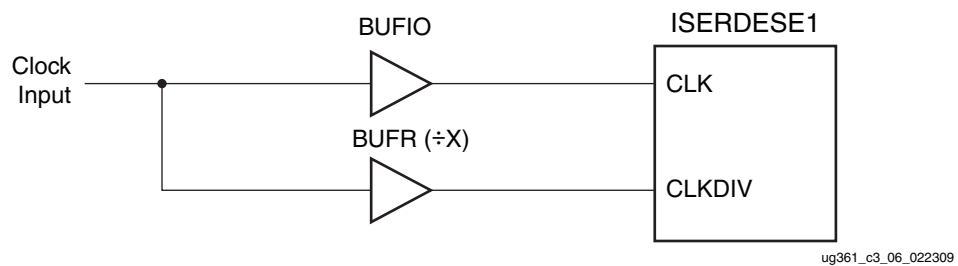 BUFIO
ISERDESE1
Clock
Input
CLK
BUFR (÷X)
CLKDIV
ug361_c3_06_022309